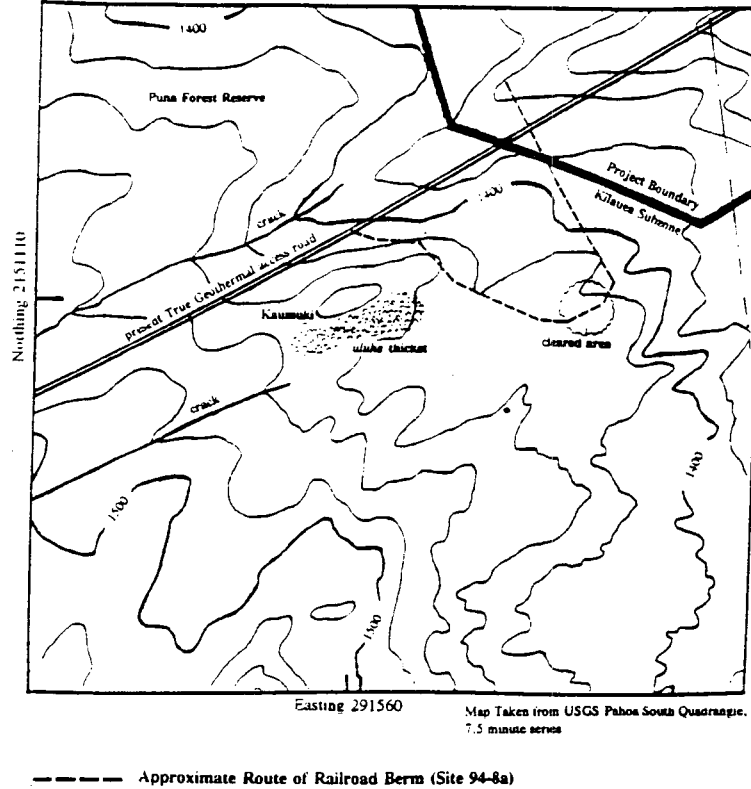 1400
Puna Forest Reserve
Project Boundary
Kilauea Subzone
1400
crack
present True Geothermal access road
Northing 2151110
Kaumuki
uluhe thicket
cleared area
crack
1400
1500
1500
Easting 291560
Map Taken from USGS Pahoa South Quadrangle,
7.5 minute series
Approximate Route of Railroad Berm (Site 94-8a)